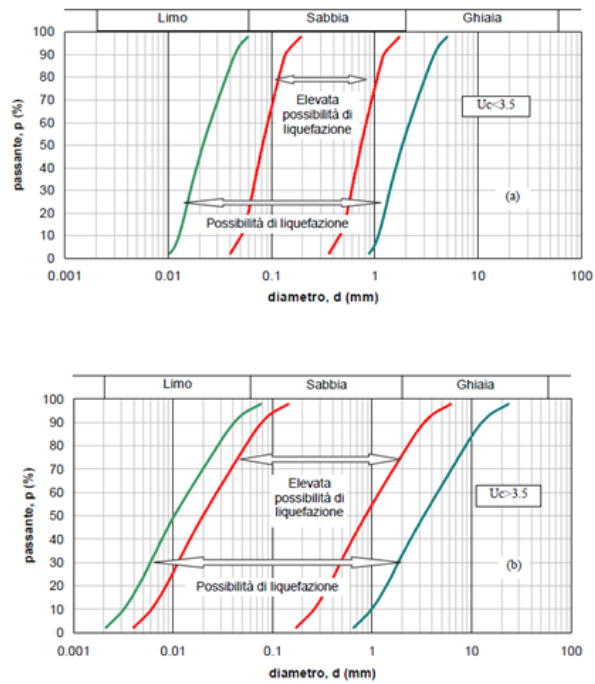 Limo Sabbia Ghiaia
100
90
80
70
60
50
40
30
20
10
0
passante, p (%)
Elevata
possibilità di
liquefazione
Uc<3.5
(a)
Possibilità di liquefazione
0.001 0.01 0.1 1 10 100
diametro, d (mm)
Limo Sabbia Ghiaia
100
90
80
70
60
50
40
30
20
10
0
passante, p (%)
Elevata
possibilità di
liquefazione
Uc>3.5
(b)
Possibilità di liquefazione
0.001 0.01 0.1 1 10 100
diametro, d (mm)